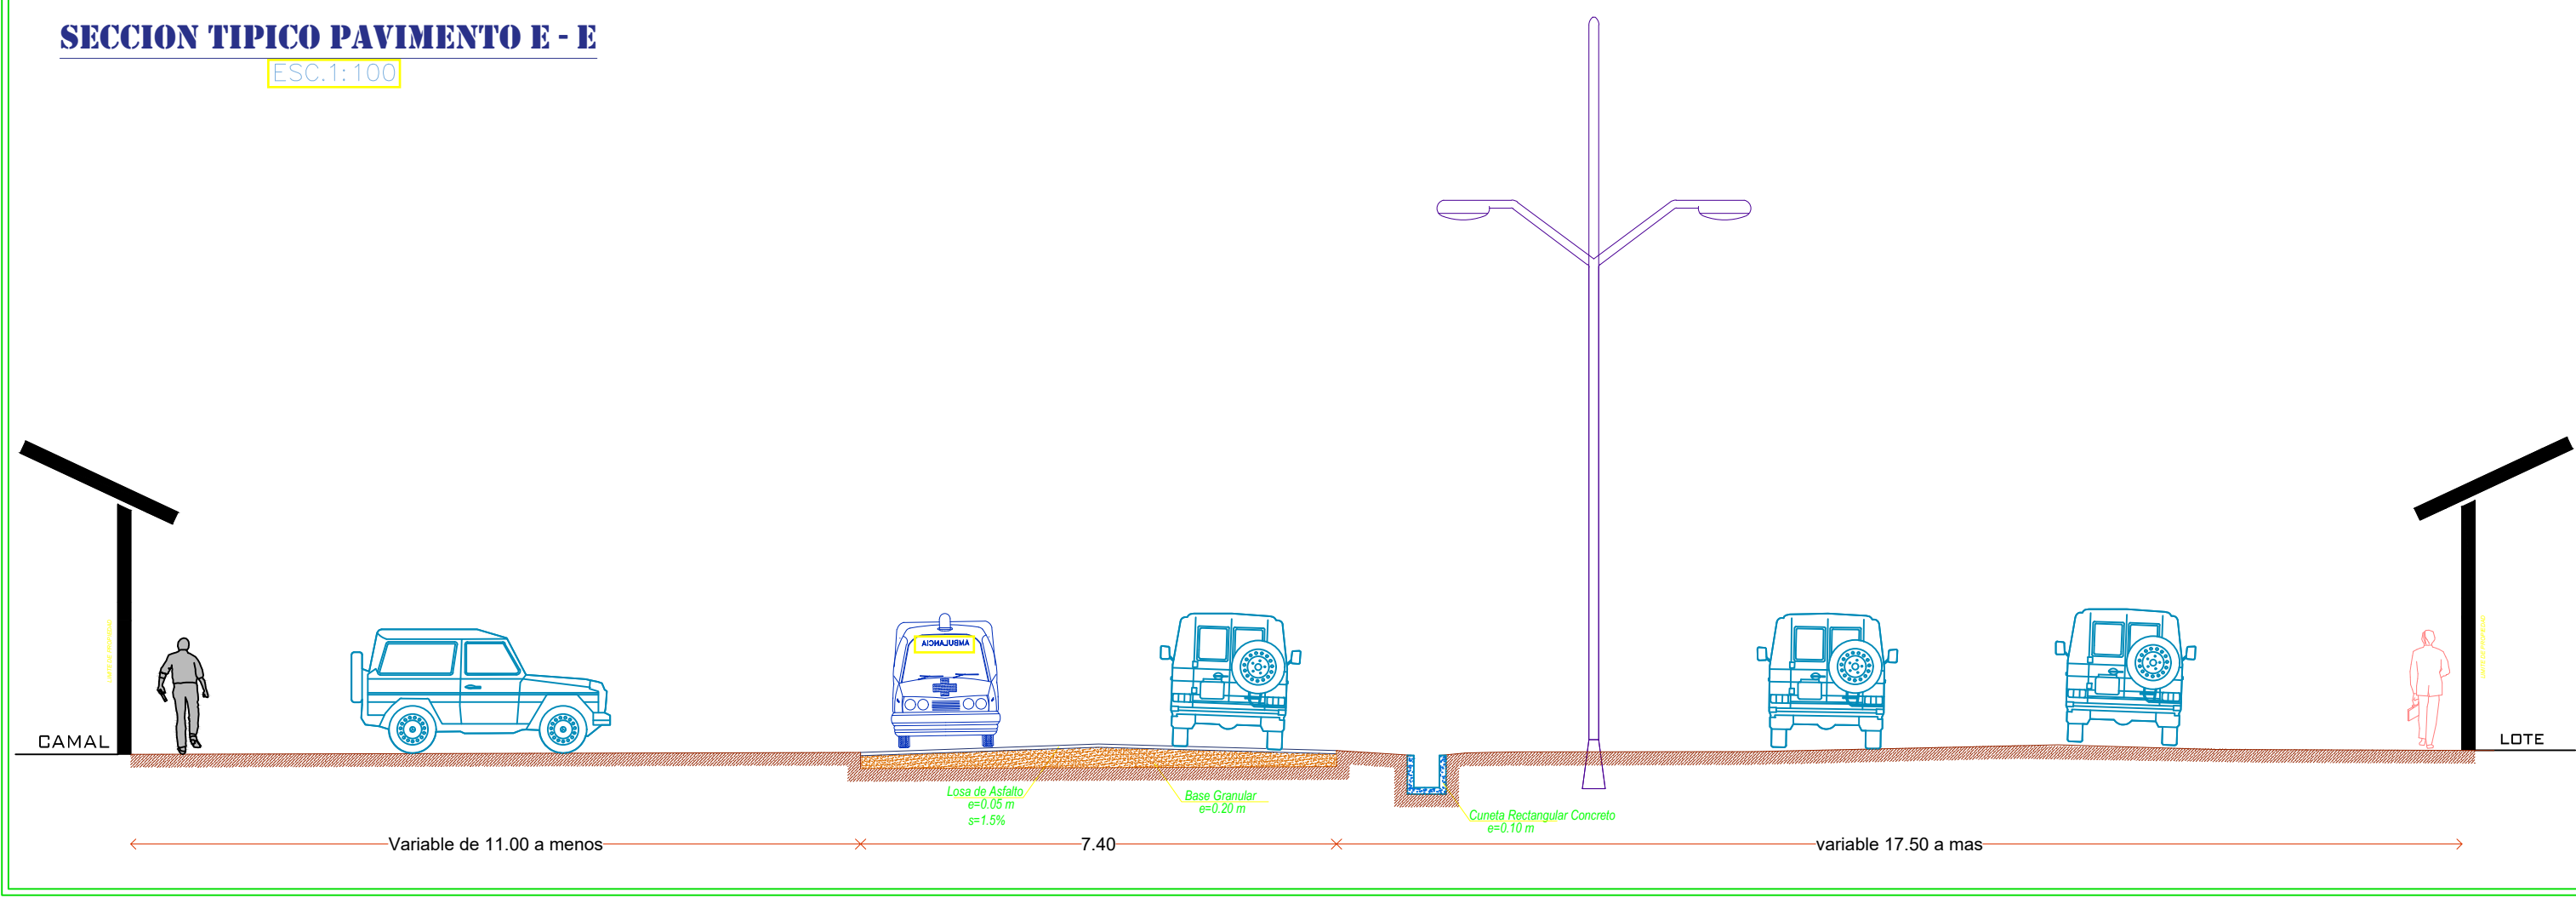 SECCION TIPICO PAVIMENTO E - E
ESC.1:100
AMBULANCIA
CAMAL
LOTE
Losa de Asfalto
e=0.05 m
s=1.5%
Base Granular
e=0.20 m
Cuneta Rectangular Concreto
e=0.10 m
Variable de 11.00 a menos
7.40
variable 17.50 a mas